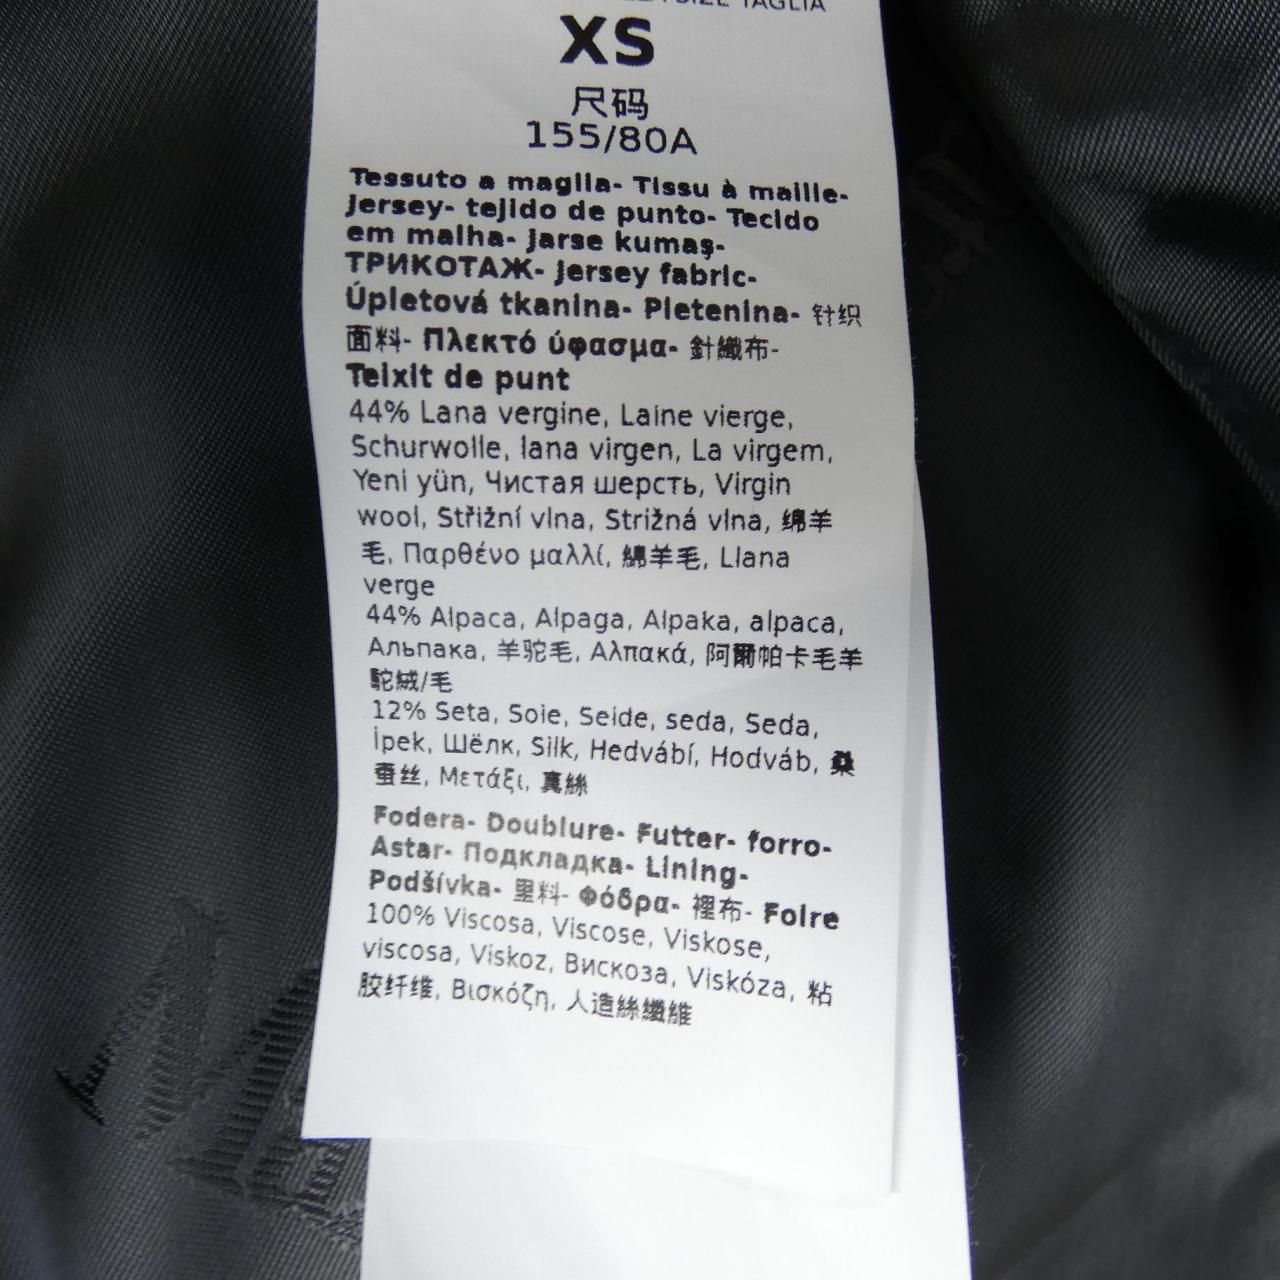 SIZE TAGLIA
XS
尺码
155/80A
Tessuto a maglia- Tissu à maille-
Jersey- tejido de punto- Tecido
em malha- Jarse kumaş-
ТРИКОТАЖ- Jersey fabric-
Úpletová tkanina- Pletenina- 针织
面料- Πλεκτό ύφασμα- 針織布-
Teixit de punt
44% Lana vergine, Laine vierge,
Schurwolle, lana virgen, La virgem,
Yeni yün, Чистая шерсть, Virgin
wool, Střižní vlna, Strižná vlna, 绵羊
毛, Παρθένο μαλλί, 綿羊毛, Llana
verge
44% Alpaca, Alpaga, Alpaka, alpaca,
Альпака, 羊驼毛, Αλπακά, 阿爾帕卡毛羊
駝絨/毛
12% Seta, Soie, Seide, seda, Seda,
İpek, Шёлк, Silk, Hedvábí, Hodváb, 桑
蚕丝, Μετάξι, 真絲
Fodera- Doublure- Futter- forro-
Astar- Подкладка- Lining-
Podšívka- 里料- Φόδρα- 裡布- Folre
100% Viscosa, Viscose, Viskose,
viscosa, Viskoz, Вискоза, Viskóza, 粘
胶纤维, Βισκόζη, 人造絲纖維